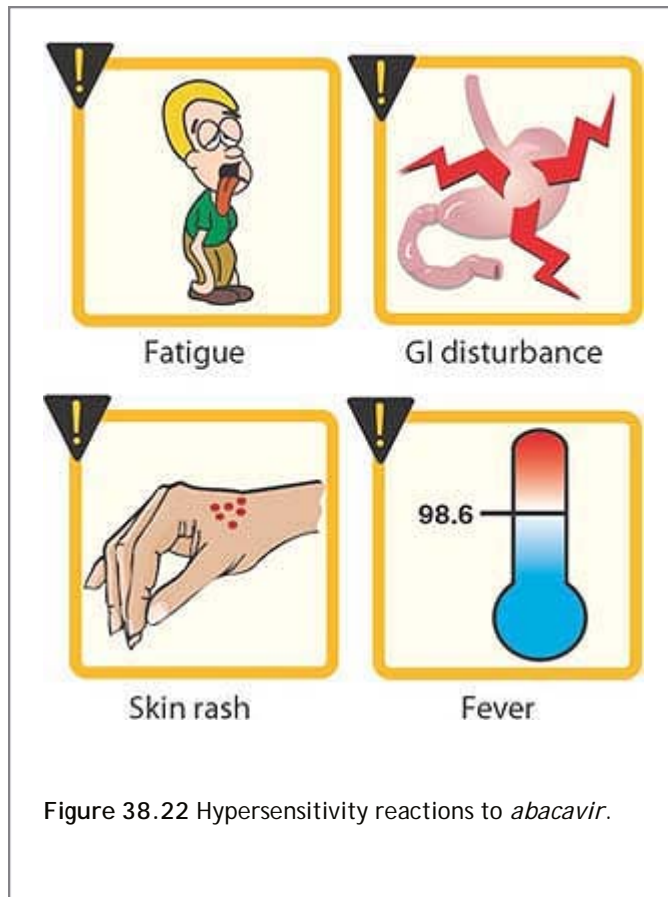 !
!
Fatigue
GI disturbance
!
!
98.6
Skin rash
Fever
Figure 38.22 Hypersensitivity reactions to abacavir.